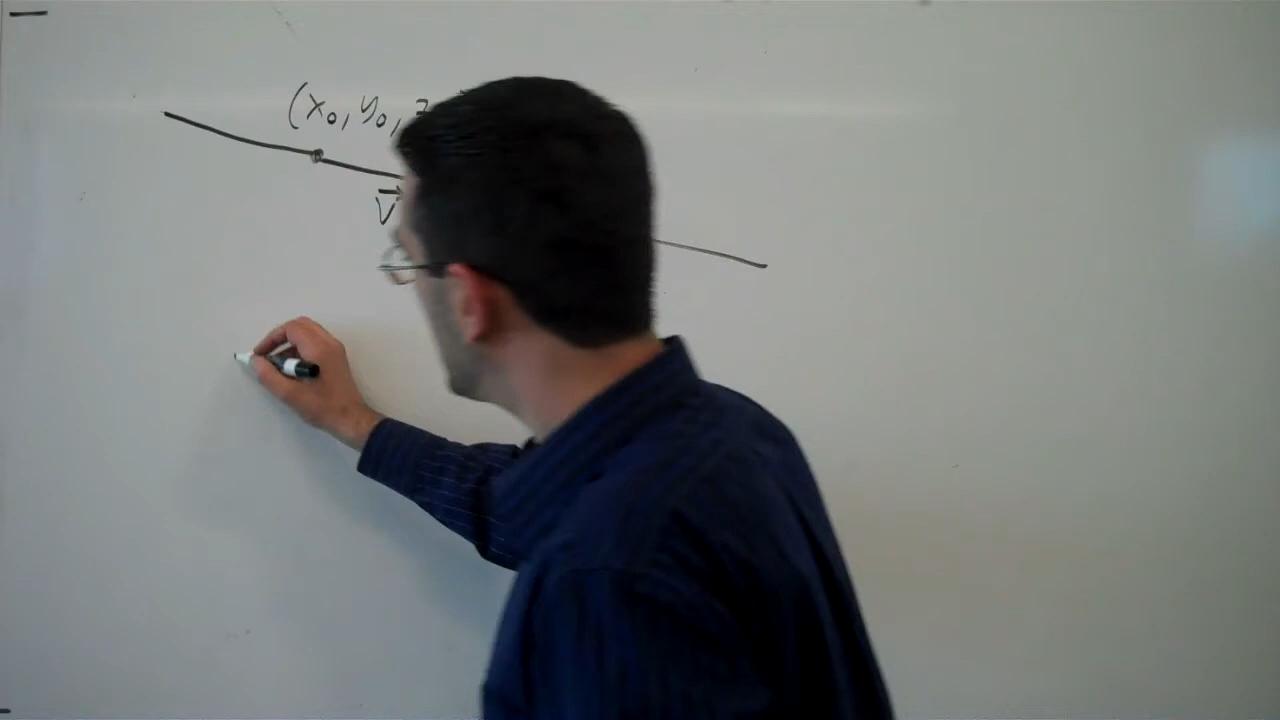 (x₀, y₀, z
v⃗